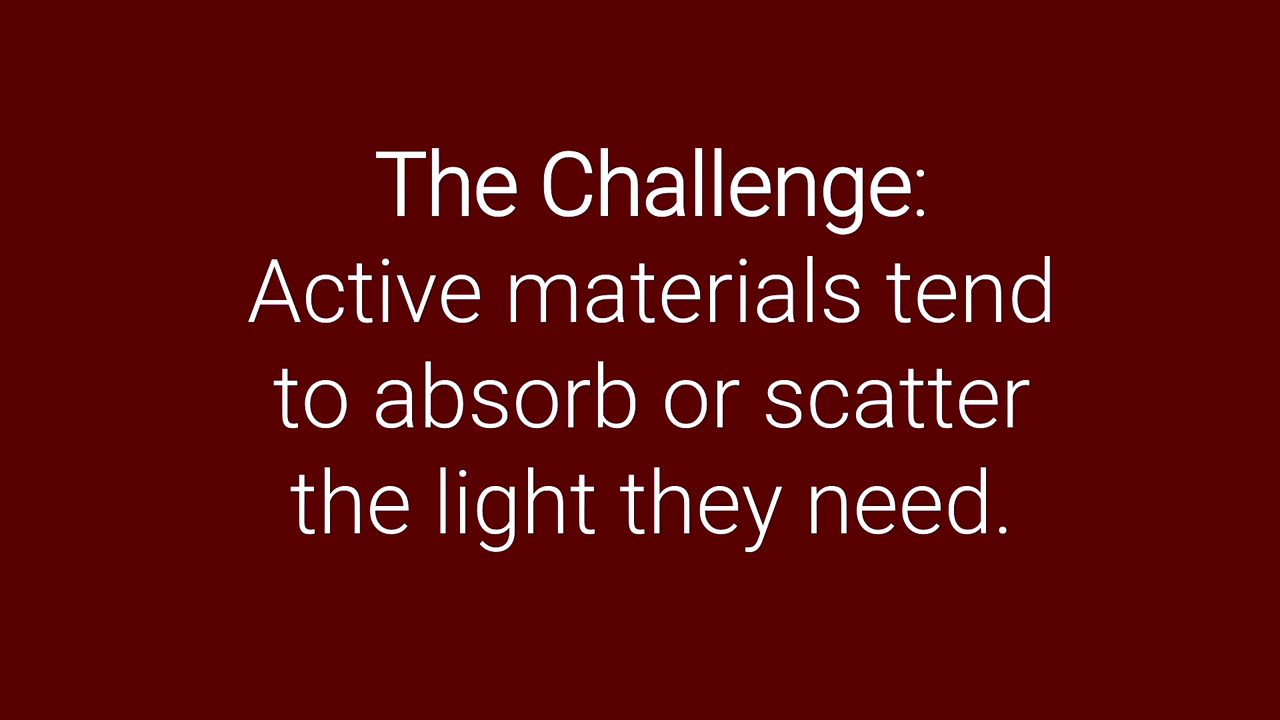 The Challenge:
Active materials tend
to absorb or scatter
the light they need.